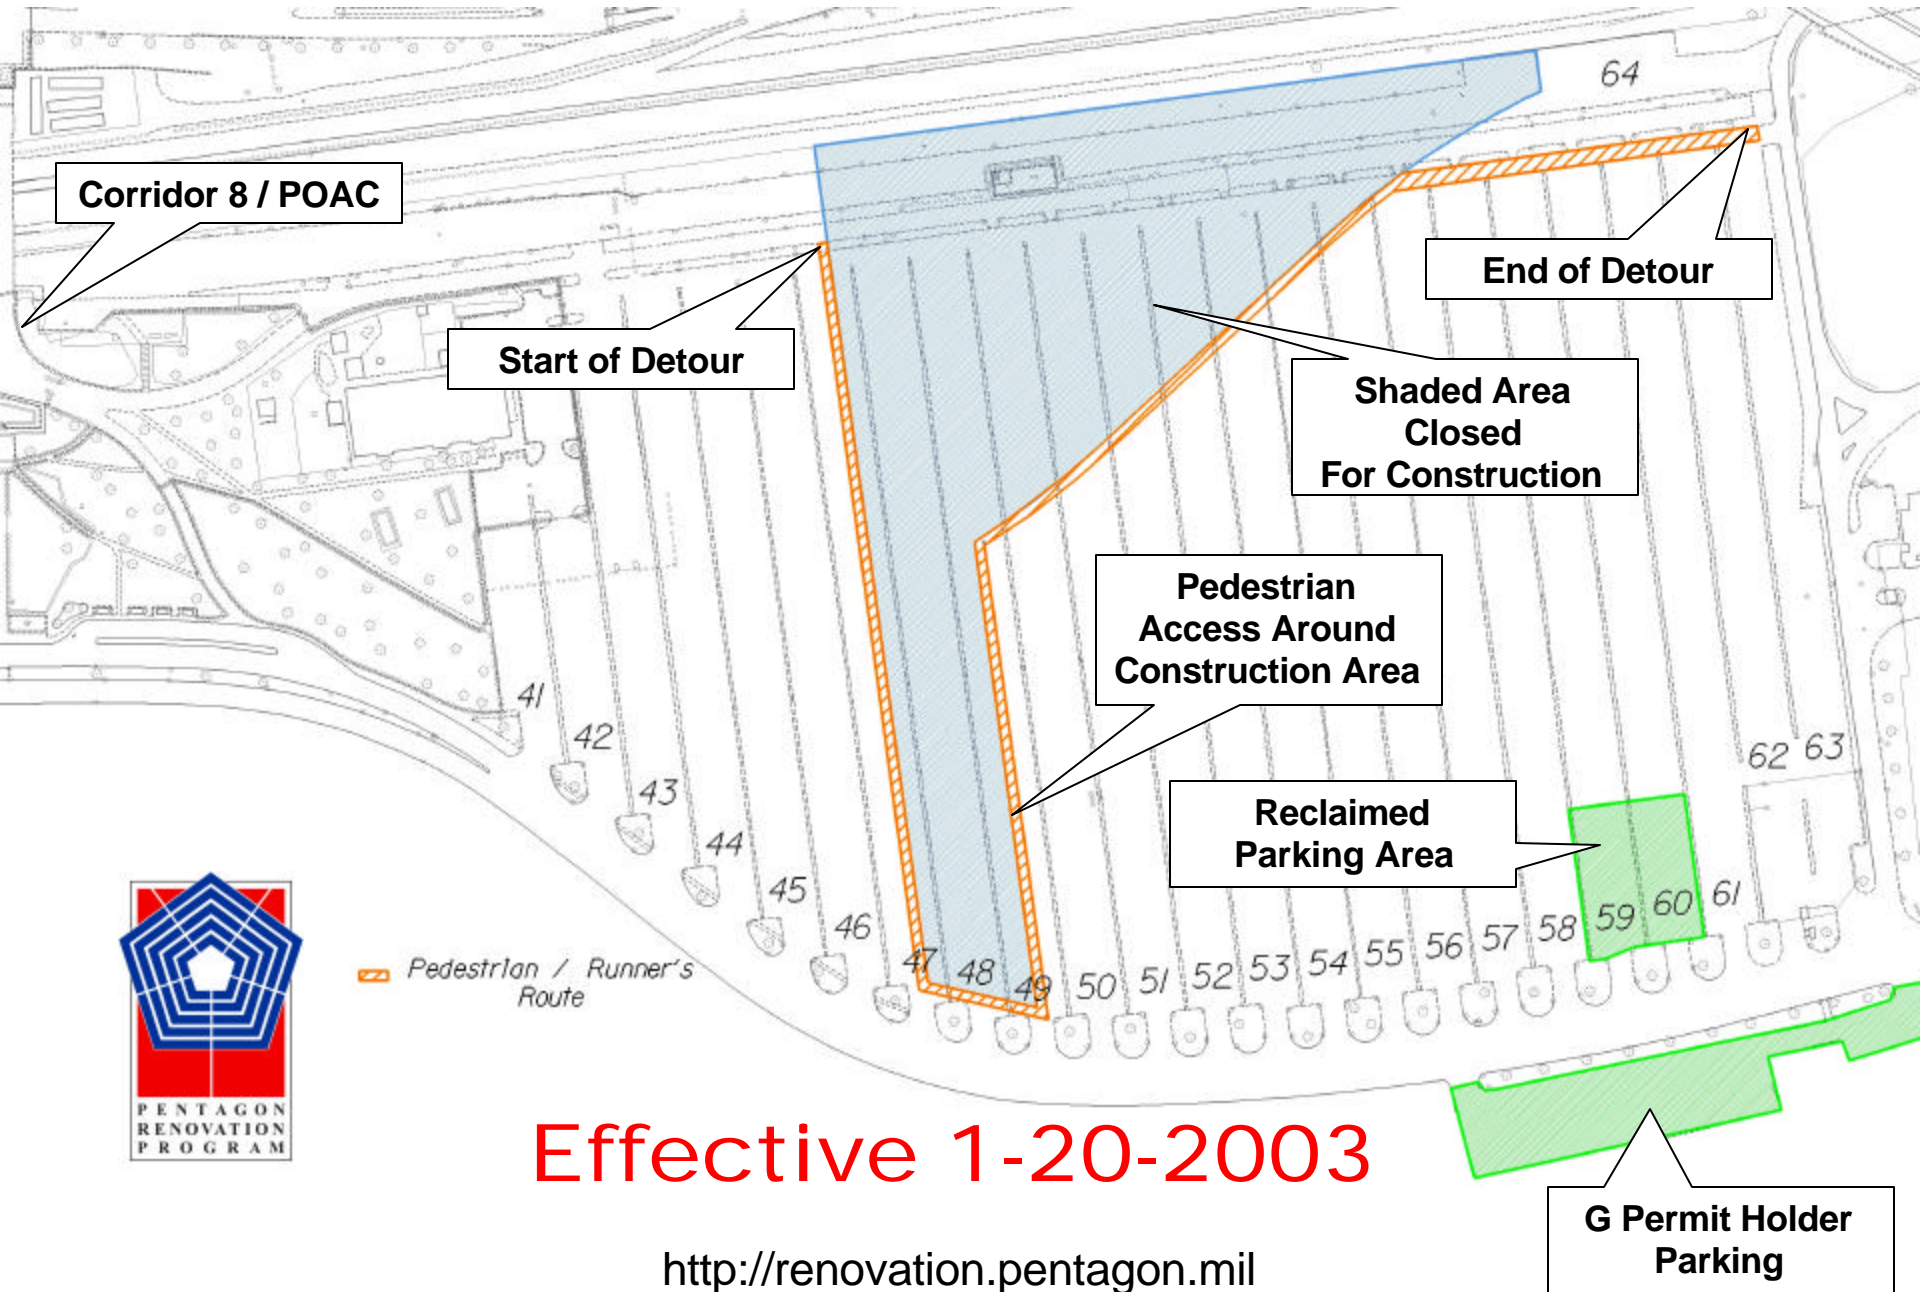 64
Corridor 8 / POAC
End of Detour
Start of Detour
Shaded Area
Closed
For Construction
Pedestrian
Access Around
Construction Area
Reclaimed
Parking Area
41
42
43
44
45
46
47
48
49
50
51
52
53
54
55
56
57
58
59
60
61
62
63
Pedestrian / Runner's
Route
PENTAGON
RENOVATION
PROGRAM
Effective 1-20-2003
G Permit Holder
Parking
http://renovation.pentagon.mil